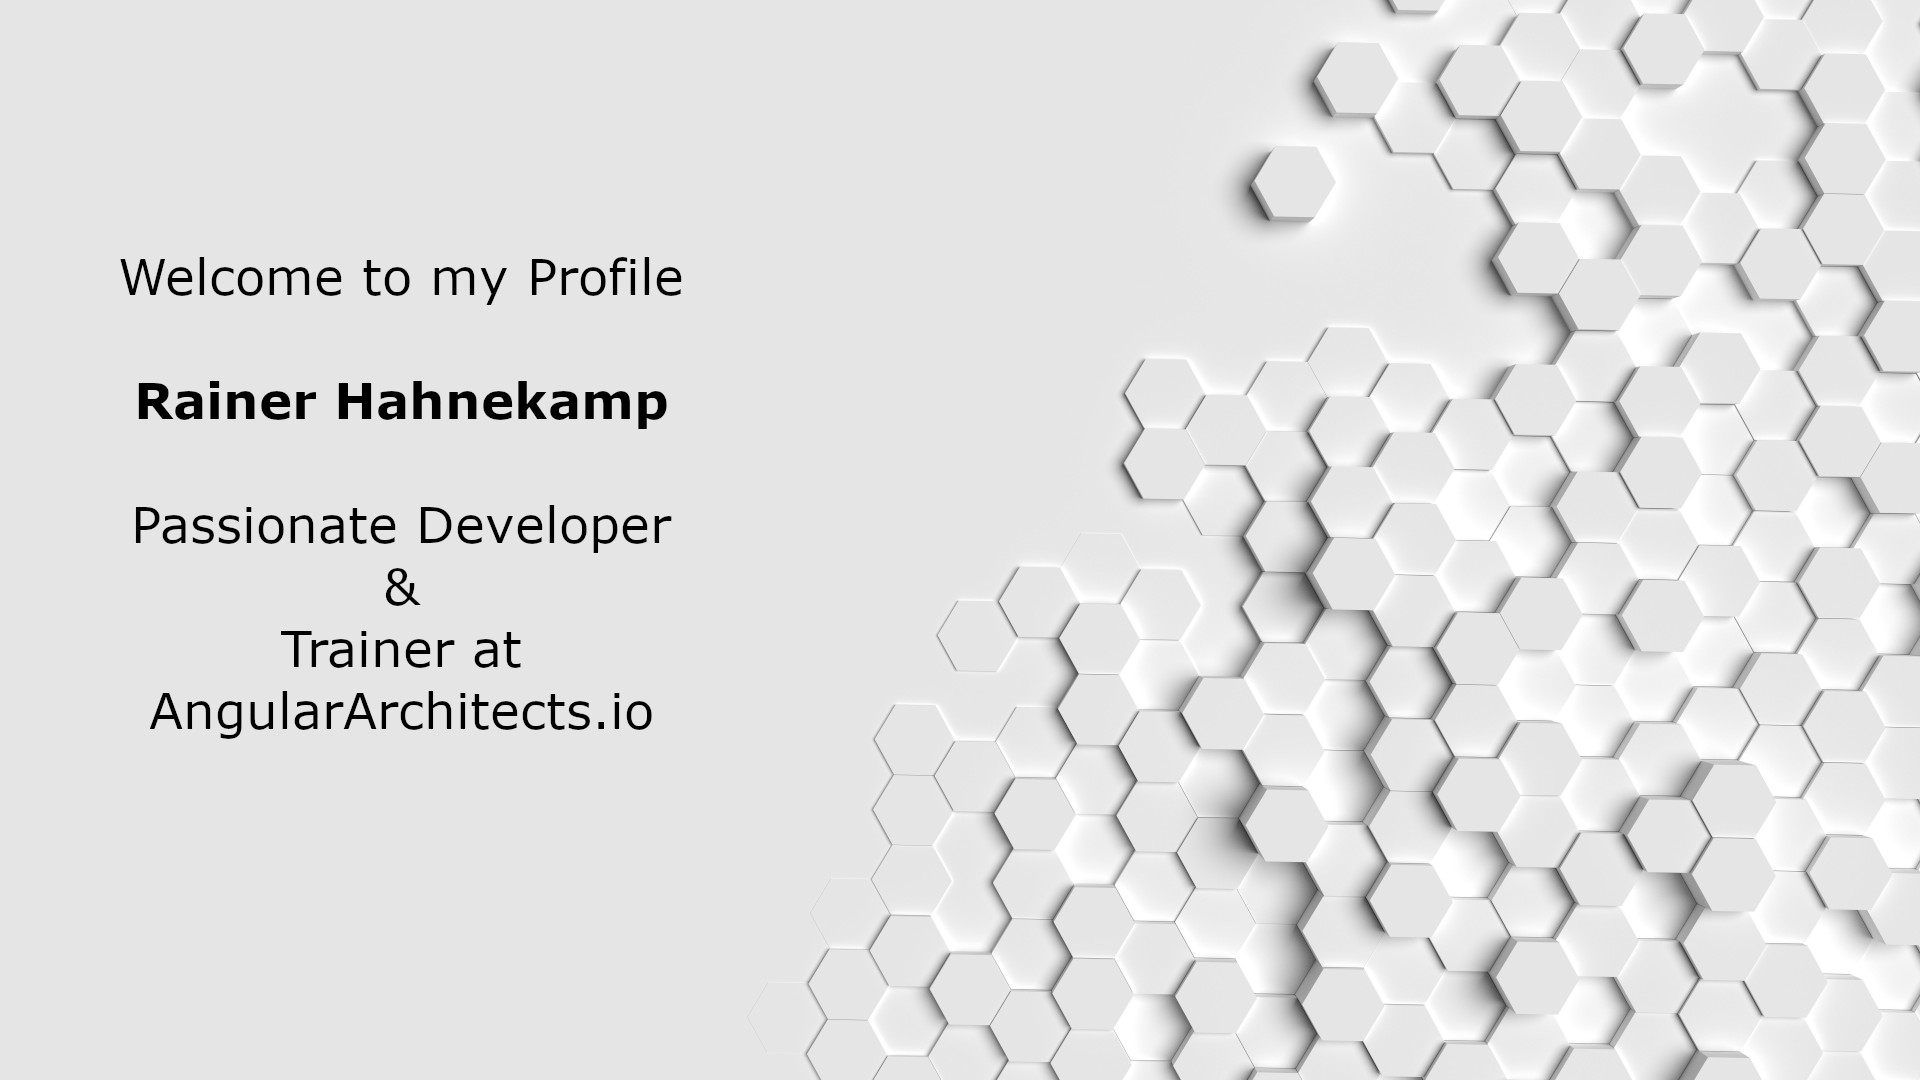 Welcome to my Profile
Rainer Hahnekamp
Passionate Developer
&
Trainer at
AngularArchitects.io